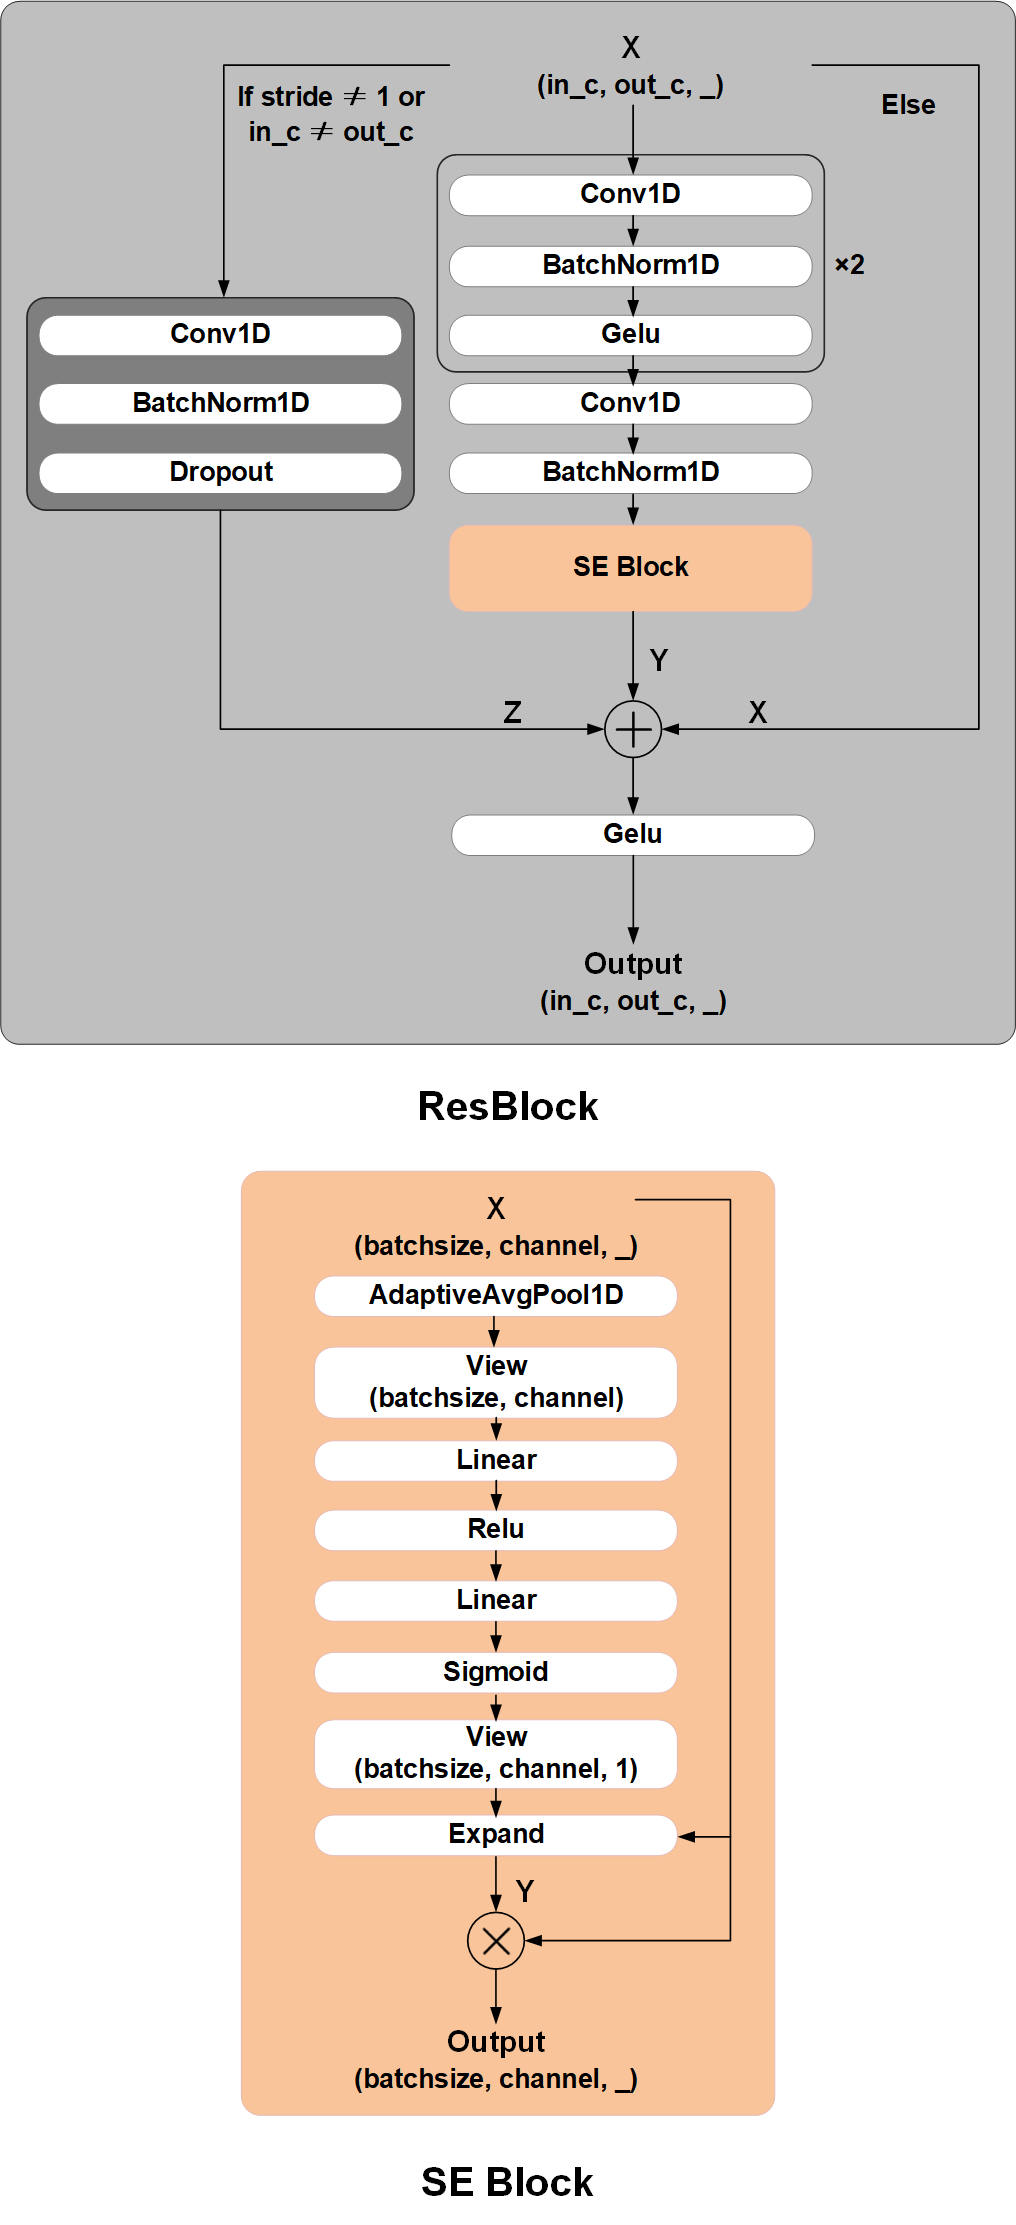 X
(in_c, out_c, _)
If stride ≠ 1 or
in_c ≠ out_c
Else
Conv1D
BatchNorm1D
Gelu
×2
Conv1D
BatchNorm1D
Dropout
Conv1D
BatchNorm1D
SE Block
Y
Z
X
Gelu
Output
(in_c, out_c, _)
ResBlock
X
(batchsize, channel, _)
AdaptiveAvgPool1D
View
(batchsize, channel)
Linear
Relu
Linear
Sigmoid
View
(batchsize, channel, 1)
Expand
Y
Output
(batchsize, channel, _)
SE Block